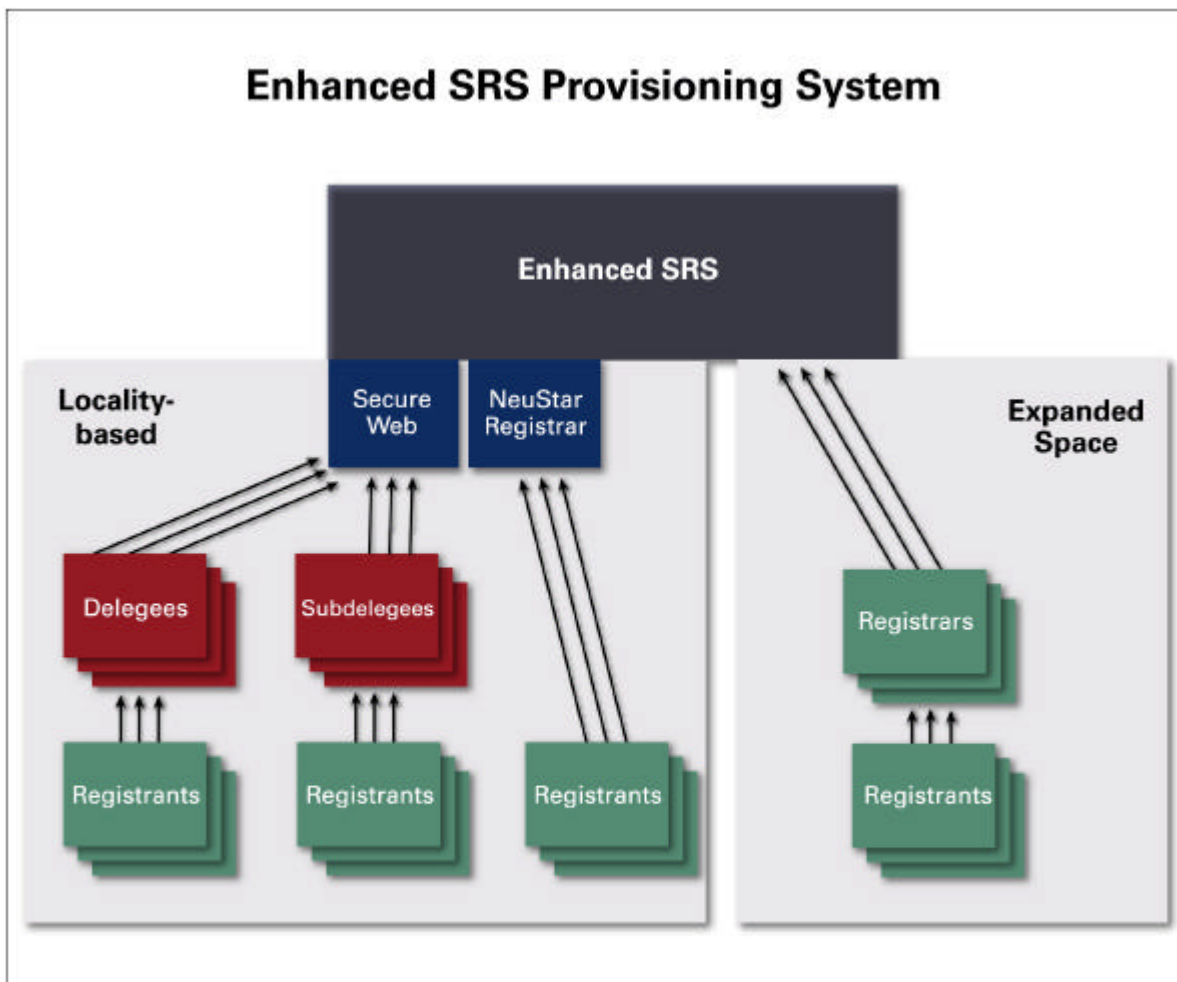 Enhanced SRS Provisioning System
Enhanced SRS
Locality-
based
Secure
Web
NeuStar
Registrar
Expanded
Space
Delegees
Subdelegees
Registrars
Registrants
Registrants
Registrants
Registrants